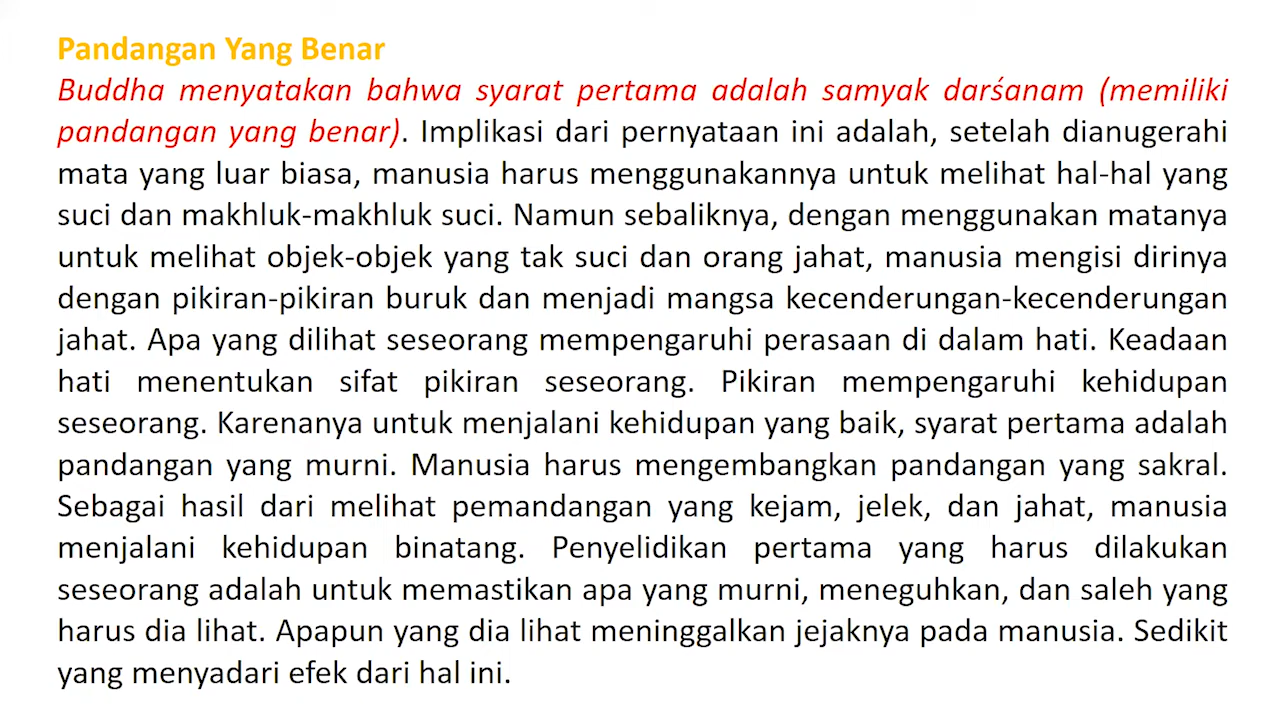 Pandangan Yang Benar
Buddha menyatakan bahwa syarat pertama adalah samyak darśanam (memiliki
pandangan yang benar). Implikasi dari pernyataan ini adalah, setelah dianugerahi
mata yang luar biasa, manusia harus menggunakannya untuk melihat hal-hal yang
suci dan makhluk-makhluk suci. Namun sebaliknya, dengan menggunakan matanya
untuk melihat objek-objek yang tak suci dan orang jahat, manusia mengisi dirinya
dengan pikiran-pikiran buruk dan menjadi mangsa kecenderungan-kecenderungan
jahat. Apa yang dilihat seseorang mempengaruhi perasaan di dalam hati. Keadaan
hati menentukan sifat pikiran seseorang. Pikiran mempengaruhi kehidupan
seseorang. Karenanya untuk menjalani kehidupan yang baik, syarat pertama adalah
pandangan yang murni. Manusia harus mengembangkan pandangan yang sakral.
Sebagai hasil dari melihat pemandangan yang kejam, jelek, dan jahat, manusia
menjalani kehidupan binatang. Penyelidikan pertama yang harus dilakukan
seseorang adalah untuk memastikan apa yang murni, meneguhkan, dan saleh yang
harus dia lihat. Apapun yang dia lihat meninggalkan jejaknya pada manusia. Sedikit
yang menyadari efek dari hal ini.